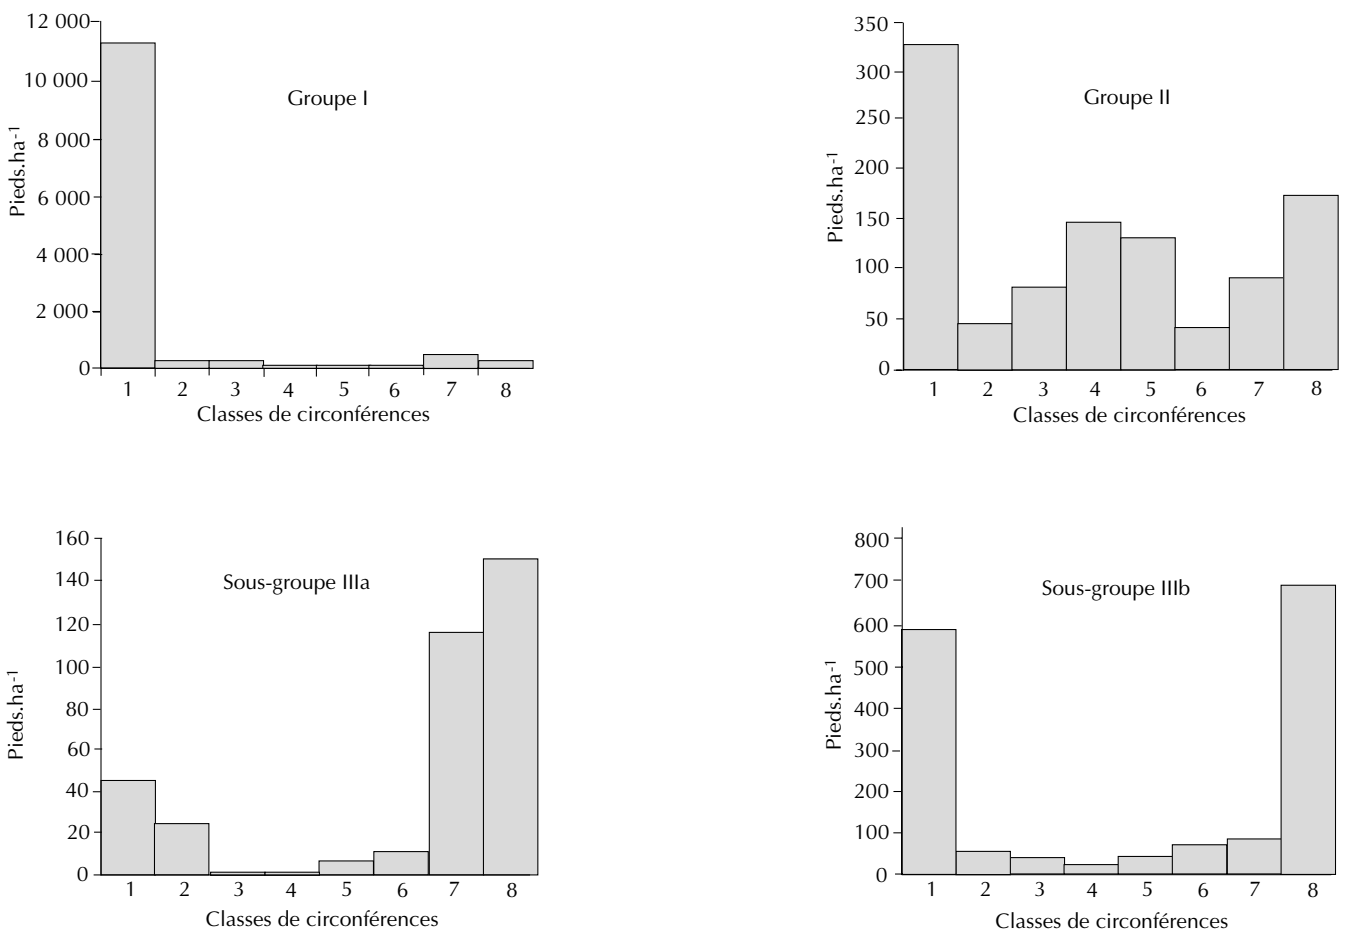 12 000
10 000
8 000
6 000
4 000
2 000
0
Pieds.ha-1
Groupe I
1 2 3 4 5 6 7 8
Classes de circonférences
350
300
250
200
150
100
50
0
Pieds.ha-1
Groupe II
1 2 3 4 5 6 7 8
Classes de circonférences
160
140
120
100
80
60
40
20
0
Pieds.ha-1
Sous-groupe IIIa
1 2 3 4 5 6 7 8
Classes de circonférences
800
700
600
500
400
300
200
100
0
Pieds.ha-1
Sous-groupe IIIb
1 2 3 4 5 6 7 8
Classes de circonférences